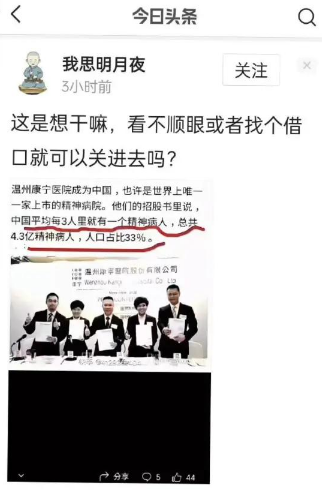 今日头条
我思明月夜
3小时前
关注
这是想干嘛，看不顺眼或者找个借
口就可以关进去吗？
温州康宁医院成为中国，也许是世界上唯一
一家上市的精神病院。他们的招股书里说，
中国平均每3人里就有一个精神病人，总共
4.3亿精神病人，人口占比33%。
温州康宁医院股份有限公司
分享
5
44